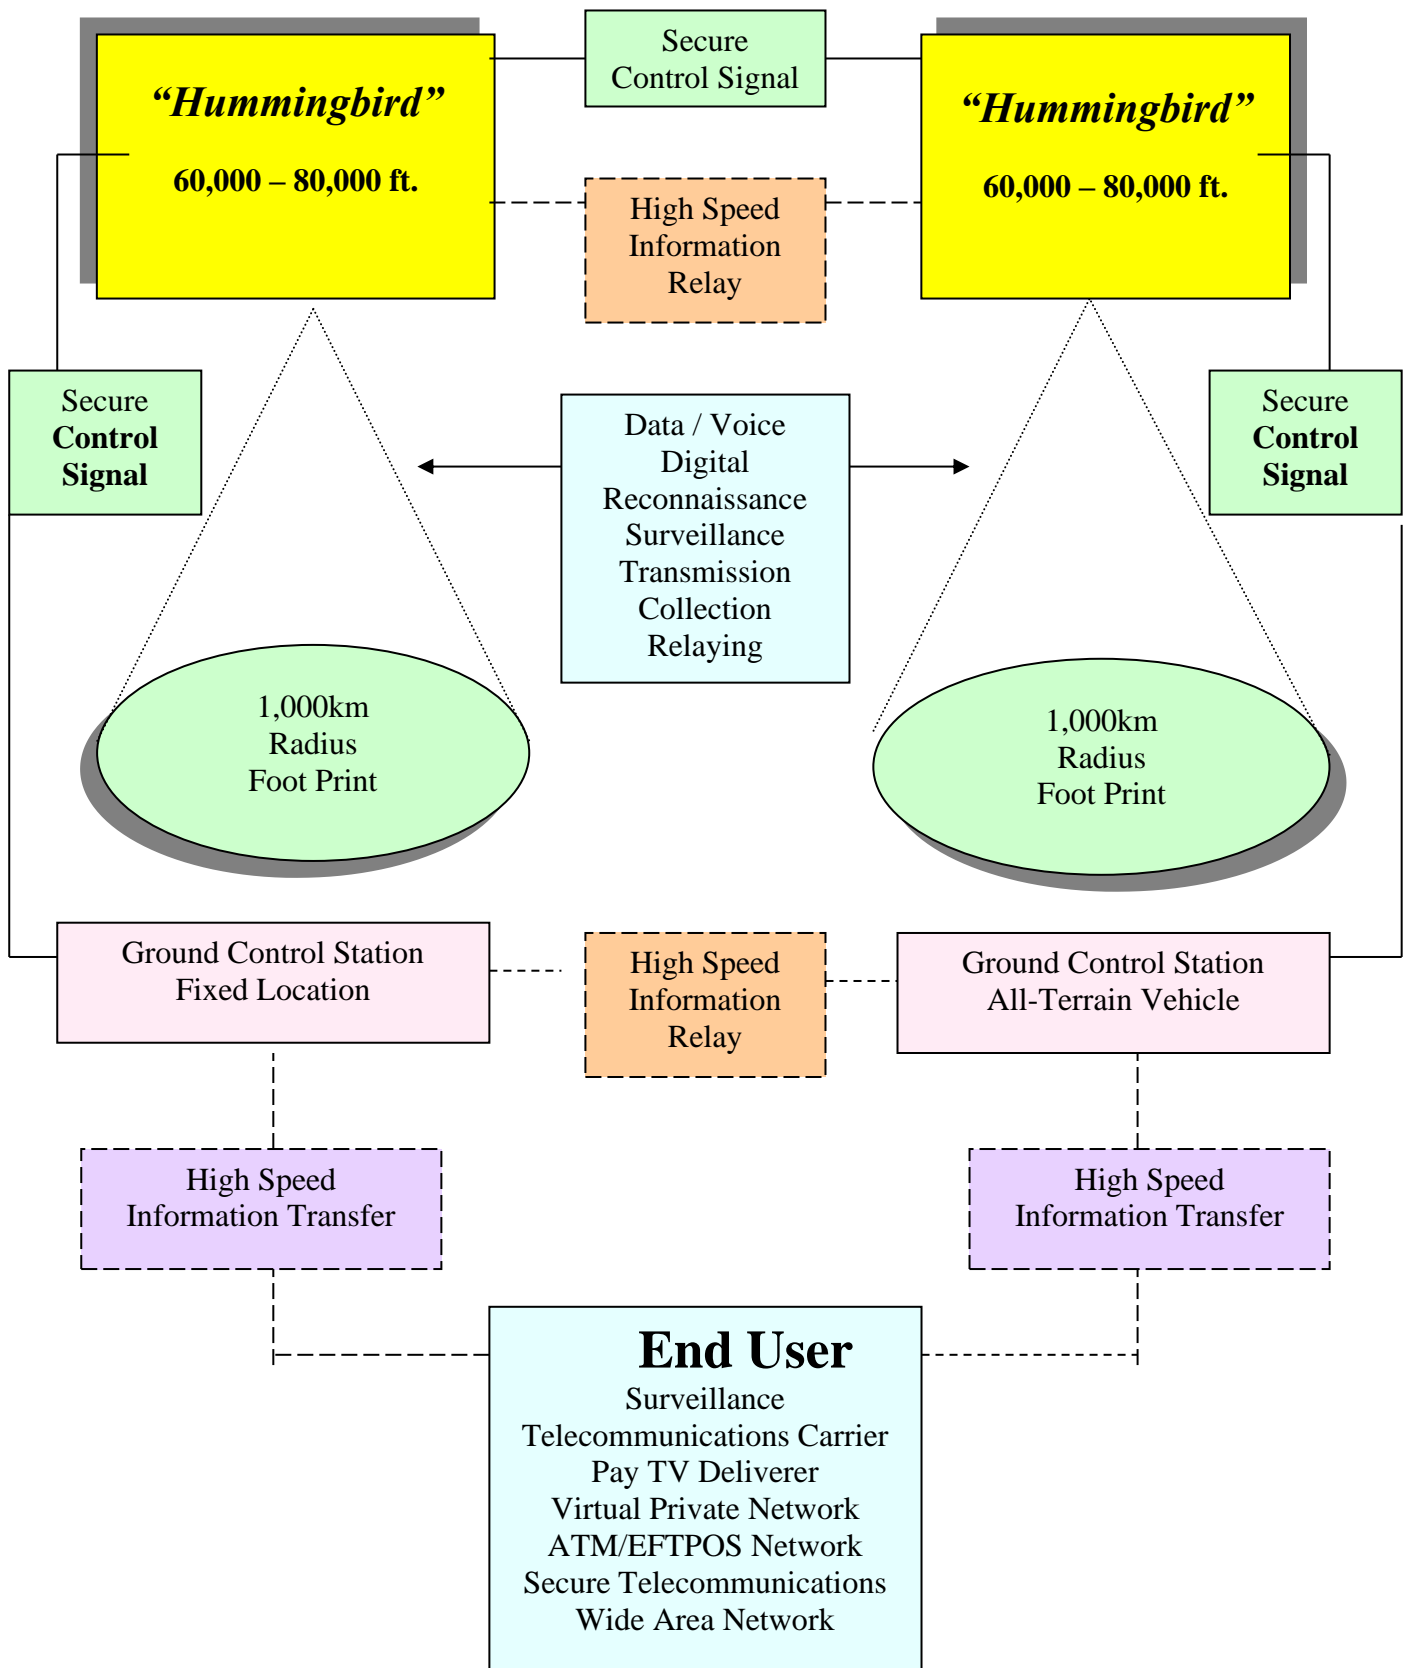 Secure
Control Signal
“Hummingbird”
60,000 – 80,000 ft.
“Hummingbird”
60,000 – 80,000 ft.
High Speed
Information
Relay
Secure
Control
Signal
Data / Voice
Digital
Reconnaissance
Surveillance
Transmission
Collection
Relaying
Secure
Control
Signal
1,000km
Radius
Foot Print
1,000km
Radius
Foot Print
Ground Control Station
Fixed Location
High Speed
Information
Relay
Ground Control Station
All-Terrain Vehicle
High Speed
Information Transfer
High Speed
Information Transfer
End User
Surveillance
Telecommunications Carrier
Pay TV Deliverer
Virtual Private Network
ATM/EFTPOS Network
Secure Telecommunications
Wide Area Network